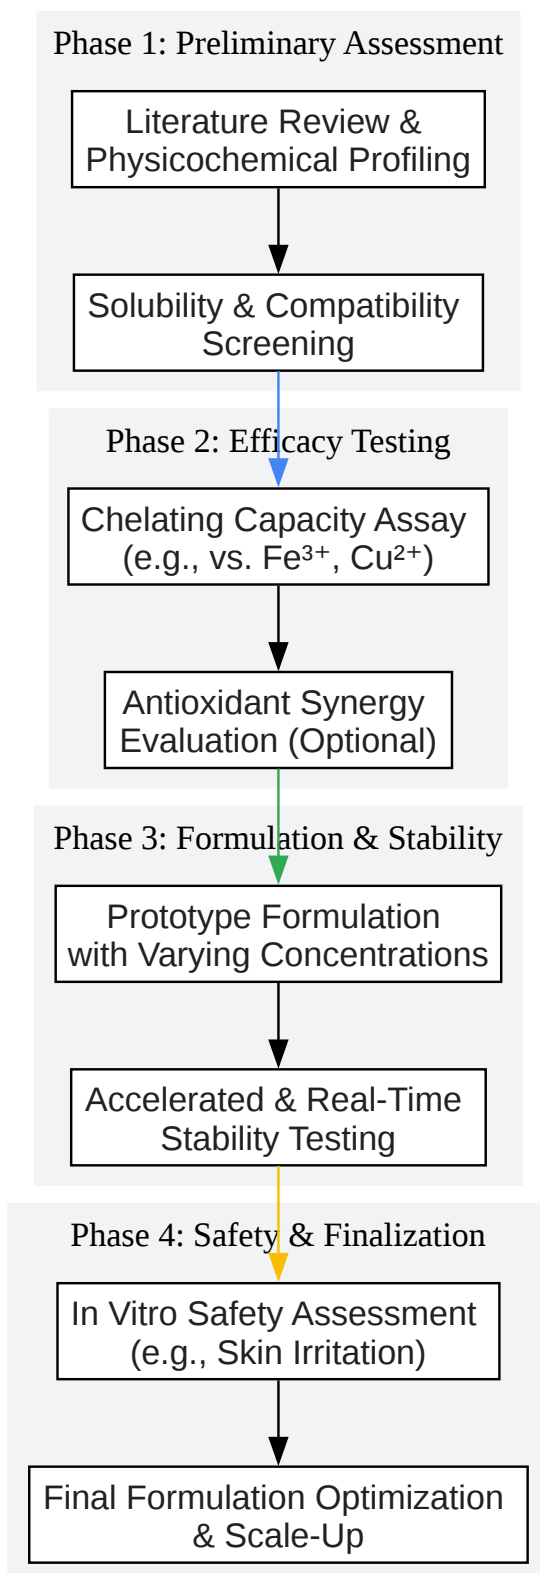 Phase 1: Preliminary Assessment
Literature Review &
Physicochemical Profiling
Solubility & Compatibility
Screening
Phase 2: Efficacy Testing
Chelating Capacity Assay
(e.g., vs. Fe³⁺, Cu²⁺)
Antioxidant Synergy
Evaluation (Optional)
Phase 3: Formulation & Stability
Prototype Formulation
with Varying Concentrations
Accelerated & Real-Time
Stability Testing
Phase 4: Safety & Finalization
In Vitro Safety Assessment
(e.g., Skin Irritation)
Final Formulation Optimization
& Scale-Up